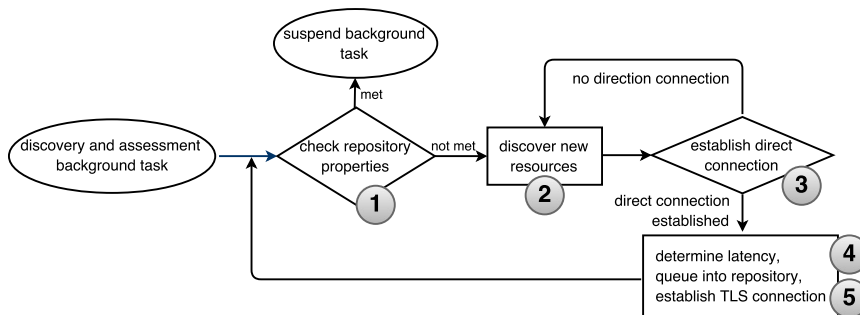 suspend background
task
met
discovery and assessment
background task
check repository
properties
1
not met
discover new
resources
2
no direction connection
establish direct
connection
3
direct connection
established
determine latency,
queue into repository,
establish TLS connection
4
5